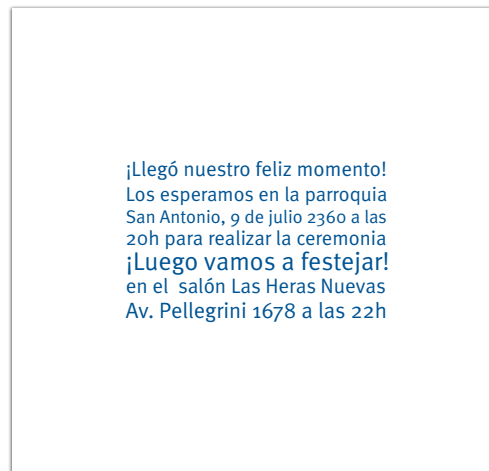 ¡Llegó nuestro feliz momento!
Los esperamos en la parroquia
San Antonio, 9 de julio 2360 a las
20h para realizar la ceremonia
¡Luego vamos a festejar!
en el  salón Las Heras Nuevas
Av. Pellegrini 1678 a las 22h